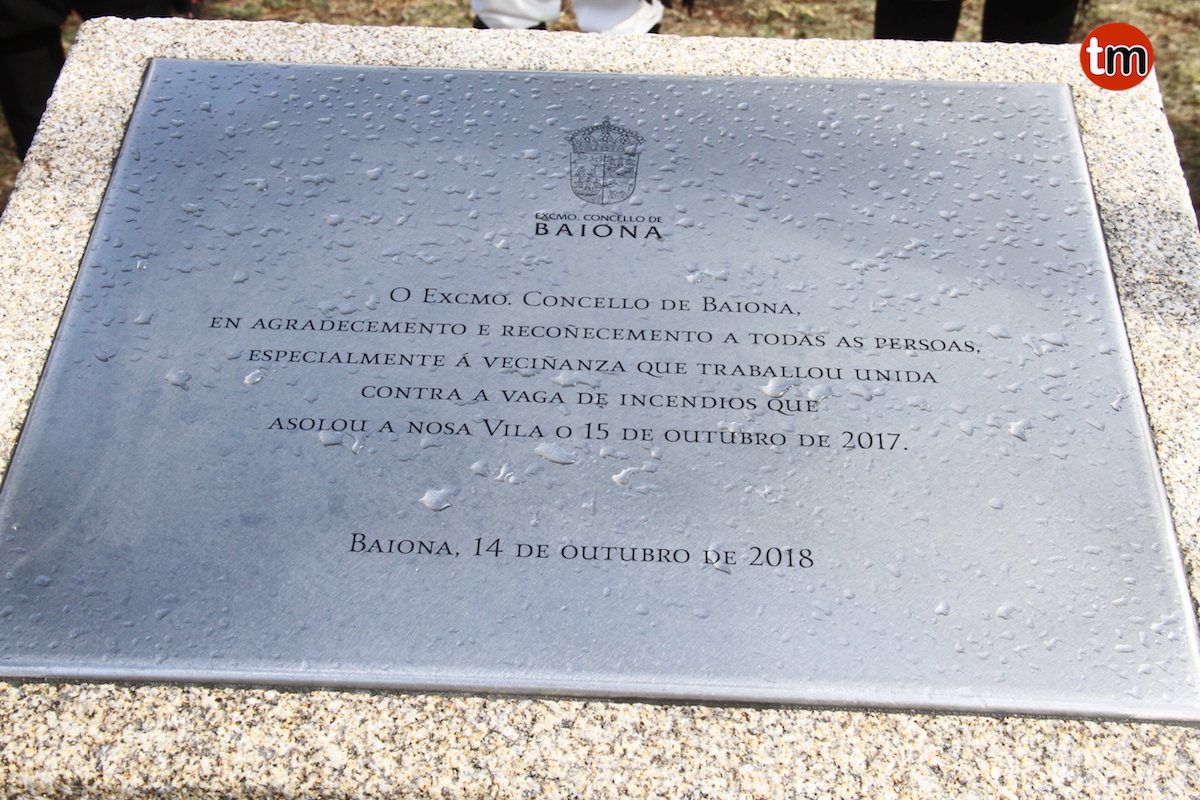 tm
EXCMO. CONCELLO DE
BAIONA
O EXCMO. CONCELLO DE BAIONA,
EN AGRADECEMENTO E RECOÑECEMENTO A TODAS AS PERSOAS,
ESPECIALMENTE Á VECIÑANZA QUE TRABALLOU UNIDA
CONTRA A VAGA DE INCENDIOS QUE
ASOLOU A NOSA VILA O 15 DE OUTUBRO DE 2017.
BAIONA, 14 DE OUTUBRO DE 2018